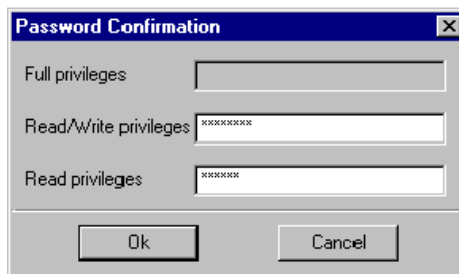 Password Confirmation
Full privileges
Read/Write privileges ********
Read privileges ******
Ok Cancel